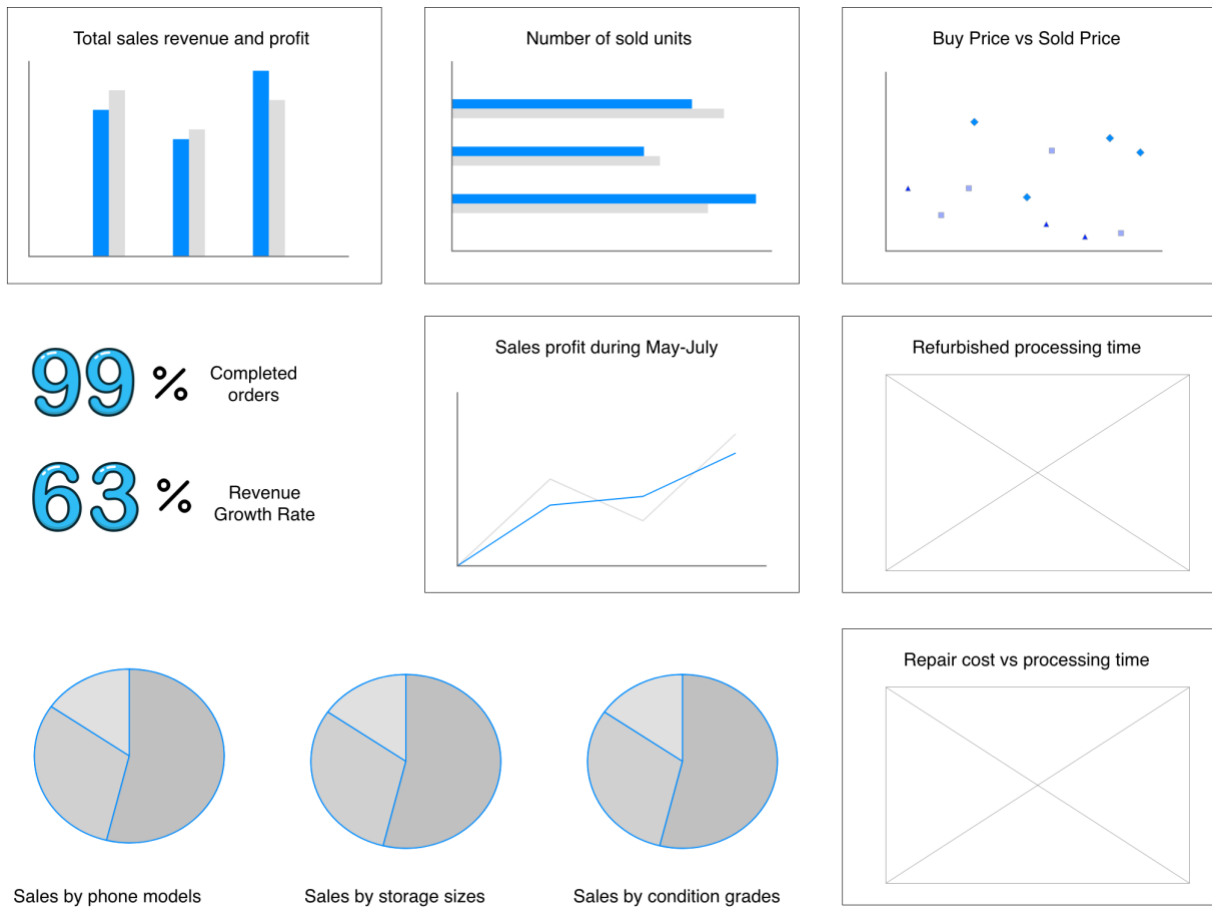 Total sales revenue and profit
Number of sold units
Buy Price vs Sold Price
99 % Completed
orders
63 % Revenue
Growth Rate
Sales profit during May-July
Refurbished processing time
Repair cost vs processing time
Sales by phone models
Sales by storage sizes
Sales by condition grades